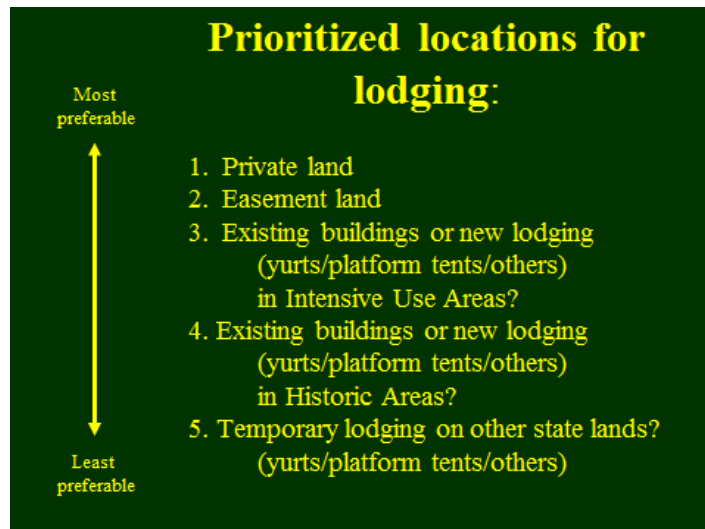 Prioritized locations for
lodging:
Most
preferable
1. Private land
2. Easement land
3. Existing buildings or new lodging
(yurts/platform tents/others)
in Intensive Use Areas?
4. Existing buildings or new lodging
(yurts/platform tents/others)
in Historic Areas?
5. Temporary lodging on other state lands?
(yurts/platform tents/others)
Least
preferable